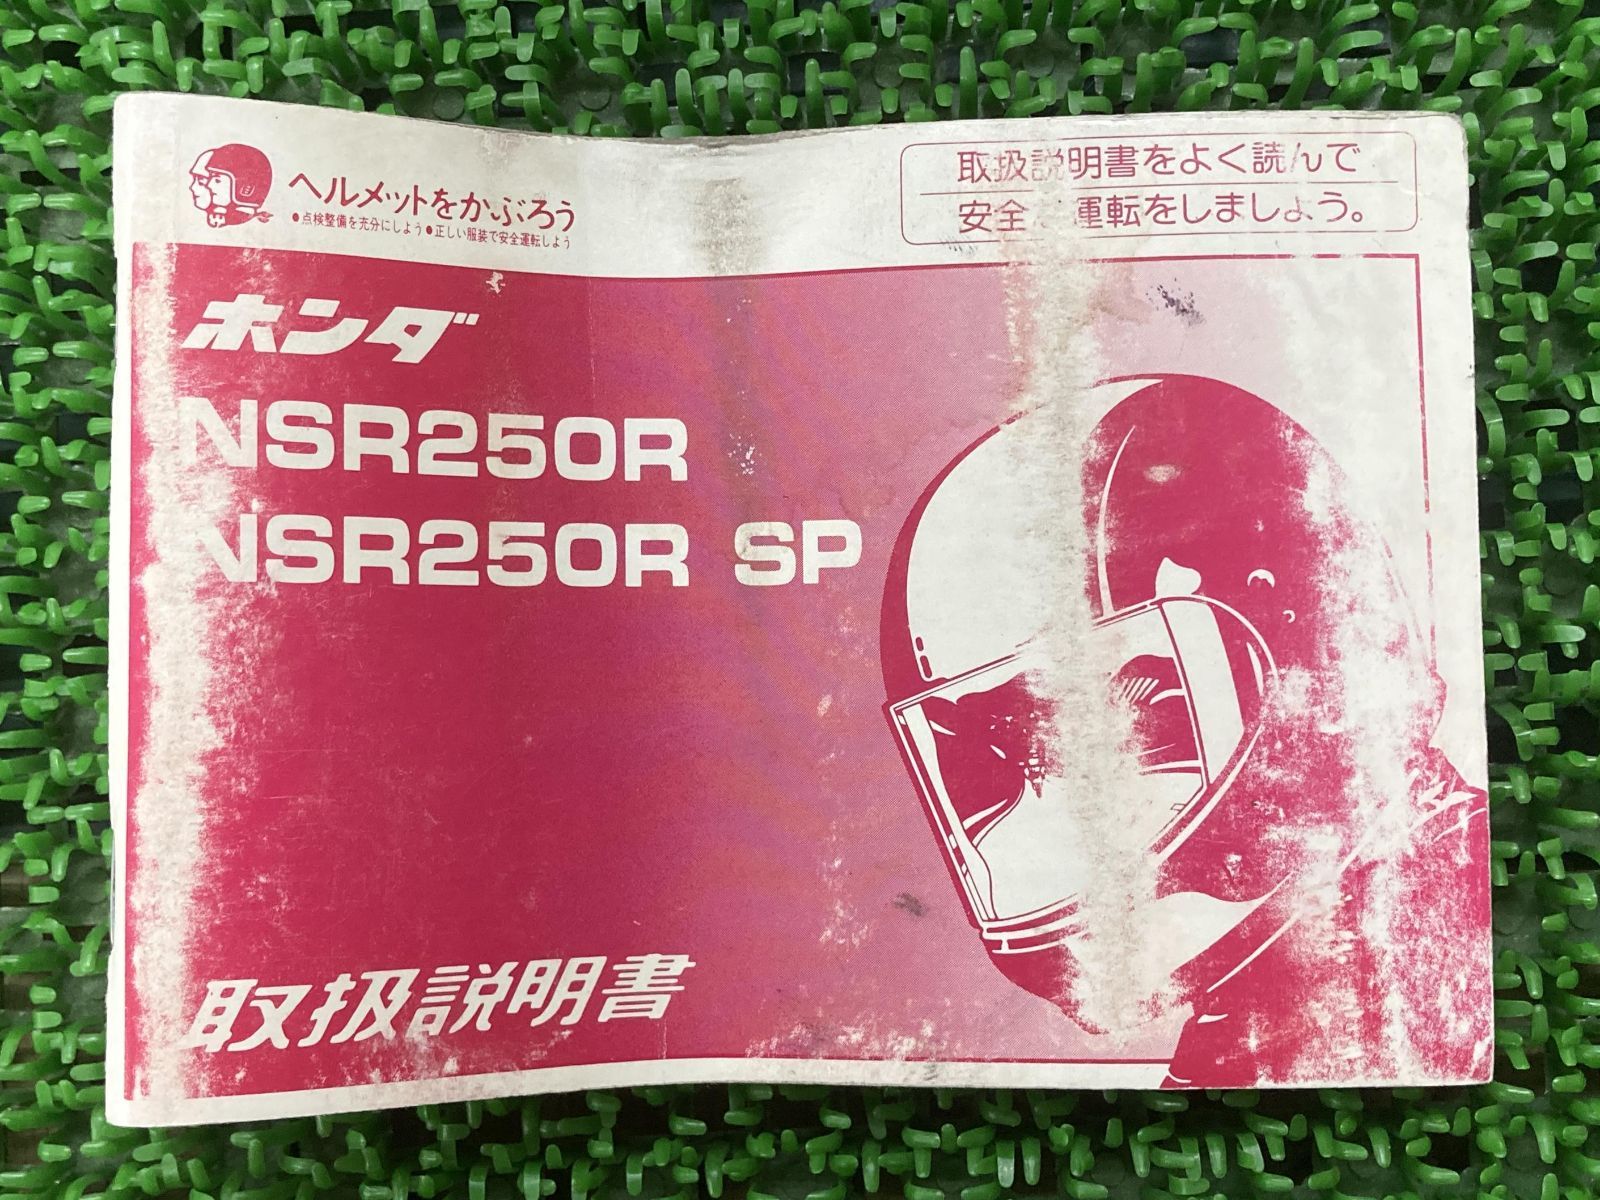 ヘルメットをかぶろう
●点検整備を充分にしよう●正しい服装で安全運転しよう
取扱説明書をよく読んで
安全 運転をしましょう。
ホンダ
NSR250R
NSR250R SP
取扱説明書